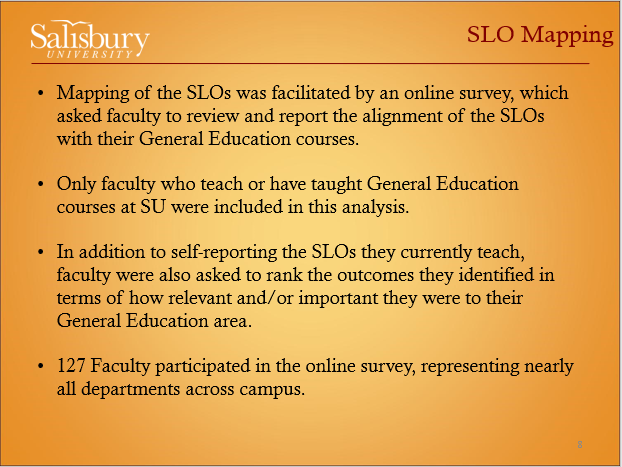 Salisbury
UNIVERSITY
SLO Mapping
• Mapping of the SLOs was facilitated by an online survey, which
asked faculty to review and report the alignment of the SLOs
with their General Education courses.
• Only faculty who teach or have taught General Education
courses at SU were included in this analysis.
• In addition to self-reporting the SLOs they currently teach,
faculty were also asked to rank the outcomes they identified in
terms of how relevant and/or important they were to their
General Education area.
• 127 Faculty participated in the online survey, representing nearly
all departments across campus.
8